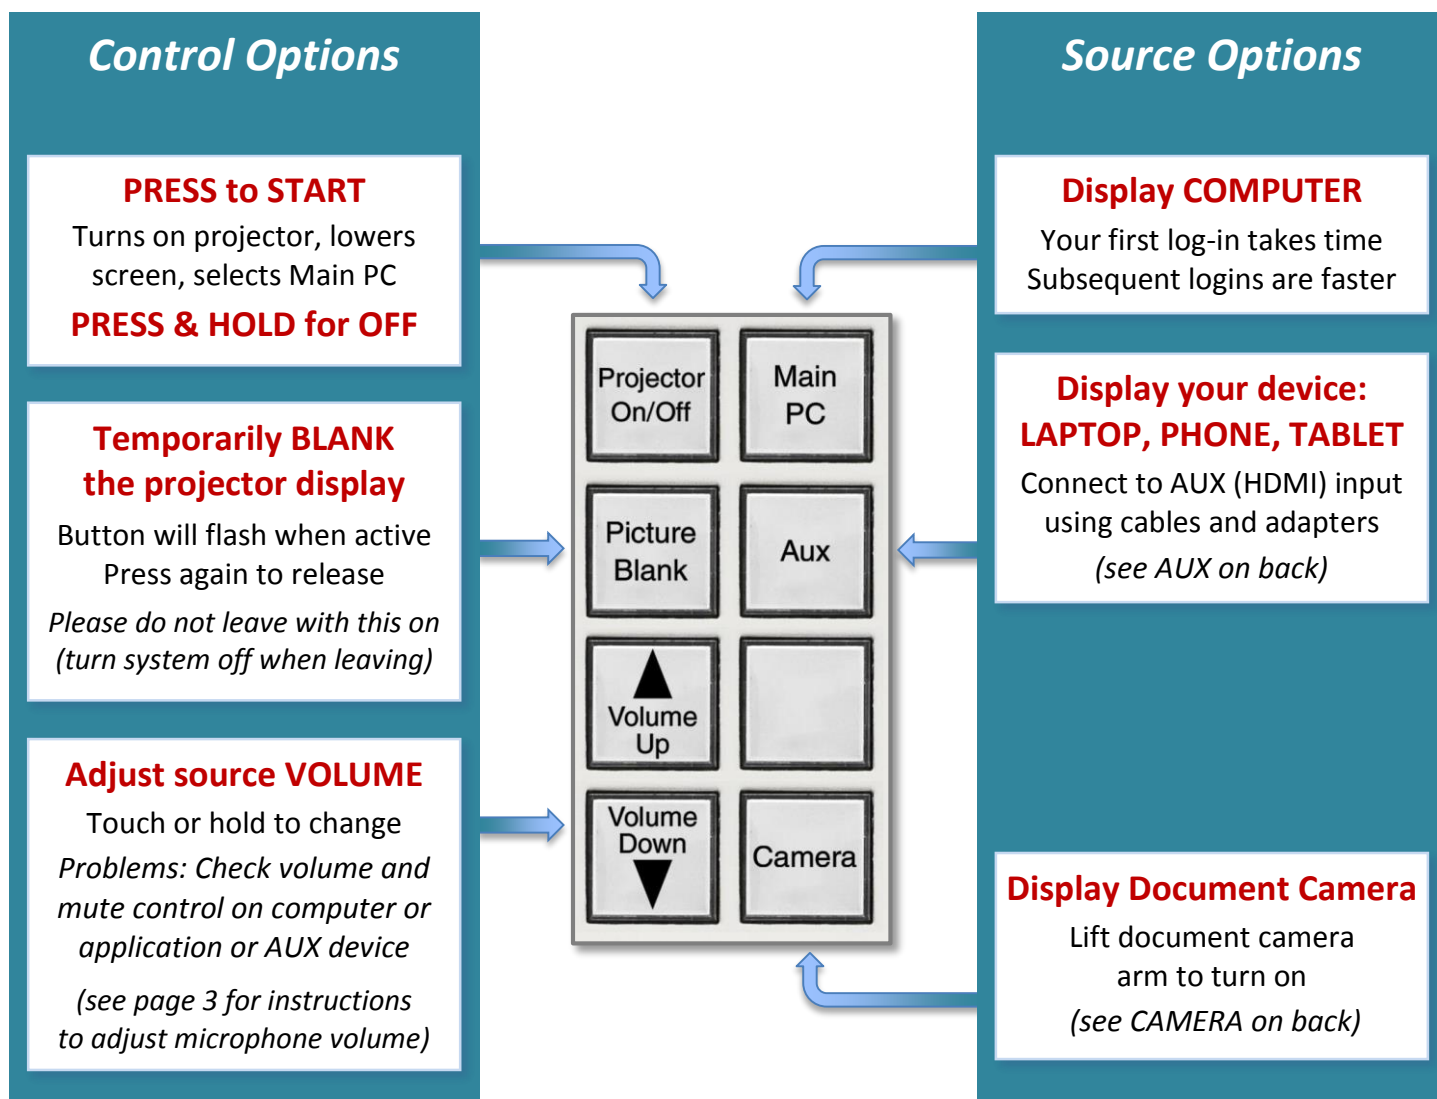 Control Options
PRESS to START
Turns on projector, lowers
screen, selects Main PC
PRESS & HOLD for OFF
Temporarily BLANK
the projector display
Button will flash when active
Press again to release
Please do not leave with this on
(turn system off when leaving)
Adjust source VOLUME
Touch or hold to change
Problems: Check volume and
mute control on computer or
application or AUX device
(see page 3 for instructions
to adjust microphone volume)
Projector
On/Off
Main
PC
Picture
Blank
Aux
Volume
Up
Volume
Down
Camera
Source Options
Display COMPUTER
Your first log-in takes time
Subsequent logins are faster
Display your device:
LAPTOP, PHONE, TABLET
Connect to AUX (HDMI) input
using cables and adapters
(see AUX on back)
Display Document Camera
Lift document camera
arm to turn on
(see CAMERA on back)